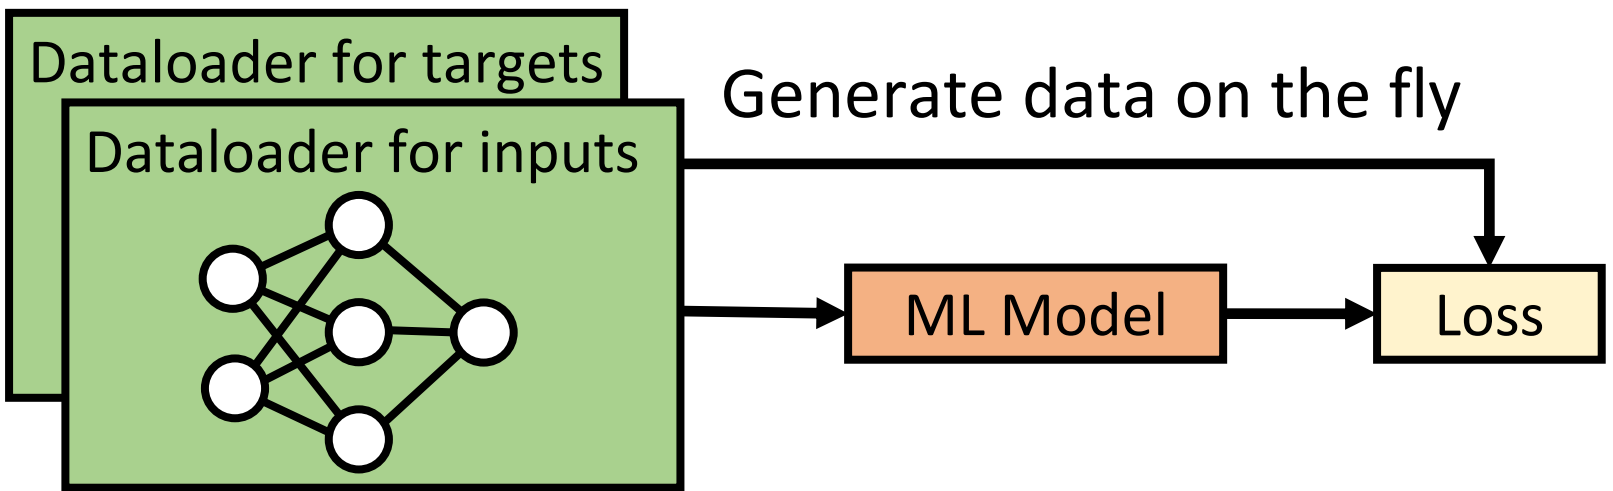 Dataloader for targets
Generate data on the fly
Dataloader for inputs
ML Model
Loss